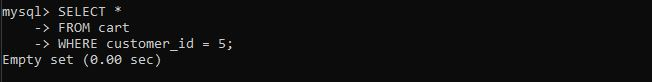 mysql> SELECT *
    -> FROM cart
    -> WHERE customer_id = 5;
Empty set (0.00 sec)